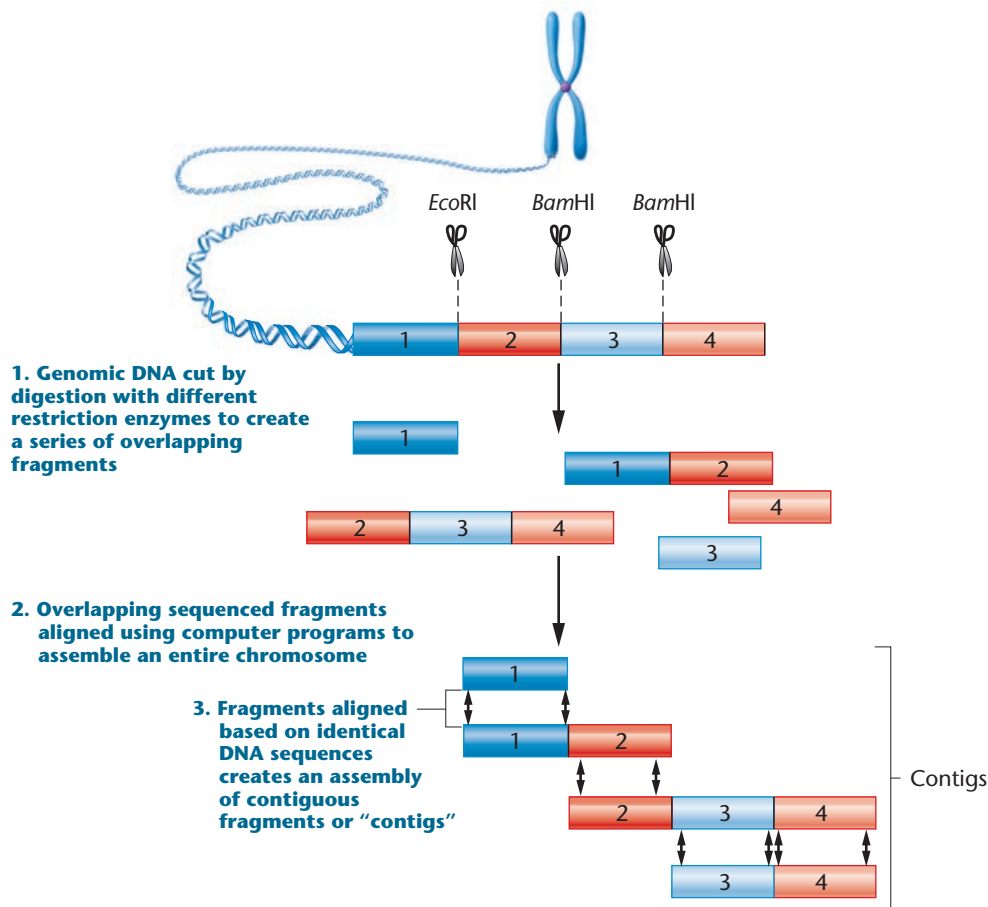 EcoRI BamHI BamHI
1 2 3 4
1. Genomic DNA cut by
digestion with different
restriction enzymes to create
a series of overlapping
fragments
1
1 2
4
2 3 4
3
2. Overlapping sequenced fragments
aligned using computer programs to
assemble an entire chromosome
1
3. Fragments aligned
based on identical
DNA sequences
creates an assembly
of contiguous
fragments or “contigs”
1 2
Contigs
2 3 4
3 4